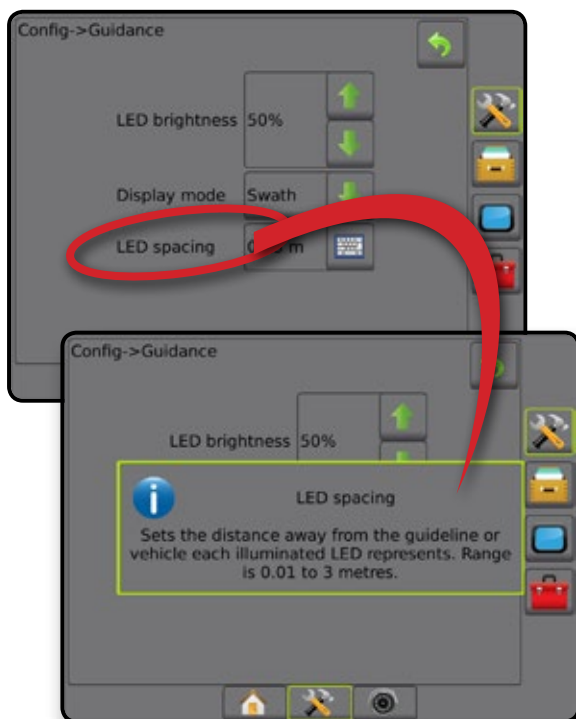 Config->Guidance
LED brightness 50%
Display mode Swath
LED spacing m
Config->Guidance
LED brightness 50%
LED spacing
Sets the distance away from the guideline or
vehicle each illuminated LED represents. Range
is 0.01 to 3 metres.